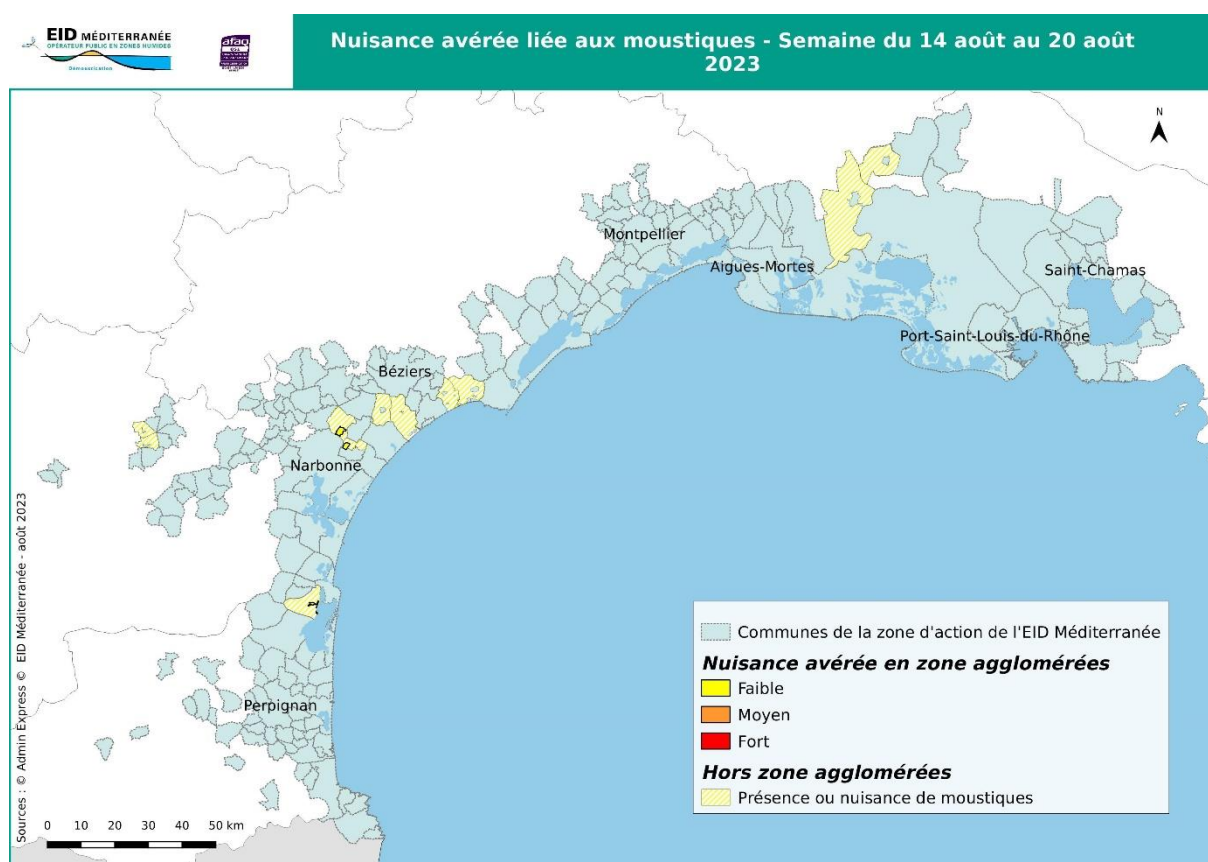 EID MÉDITERRANÉE
OPÉRATEUR PUBLIC EN ZONES HUMIDES
Démoustication
afaq
Nuisance avérée liée aux moustiques - Semaine du 14 août au 20 août
2023
N
Montpellier
Aigues-Mortes
Saint-Chamas
Port-Saint-Louis-du-Rhône
Béziers
Narbonne
Perpignan
Communes de la zone d'action de l'EID Méditerranée
Nuisance avérée en zone agglomérées
Faible
Moyen
Fort
Hors zone agglomérées
Présence ou nuisance de moustiques
0 10 20 30 40 50 km
Sources : © Admin Express © EID Méditerranée - août 2023